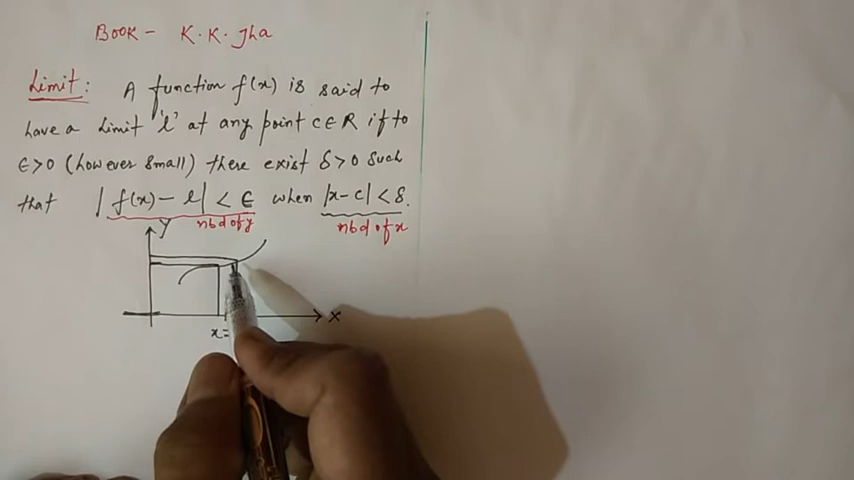 BOOK - K.K. Jha
Limit: A function f(x) is said to
have a Limit 'l' at any point C∈R if to
∈>0 (however small) there exist δ>0 such
that |f(x)-l| < ∈ when |x-c| < δ.
nbd of y nbd of x
Y
X
x=